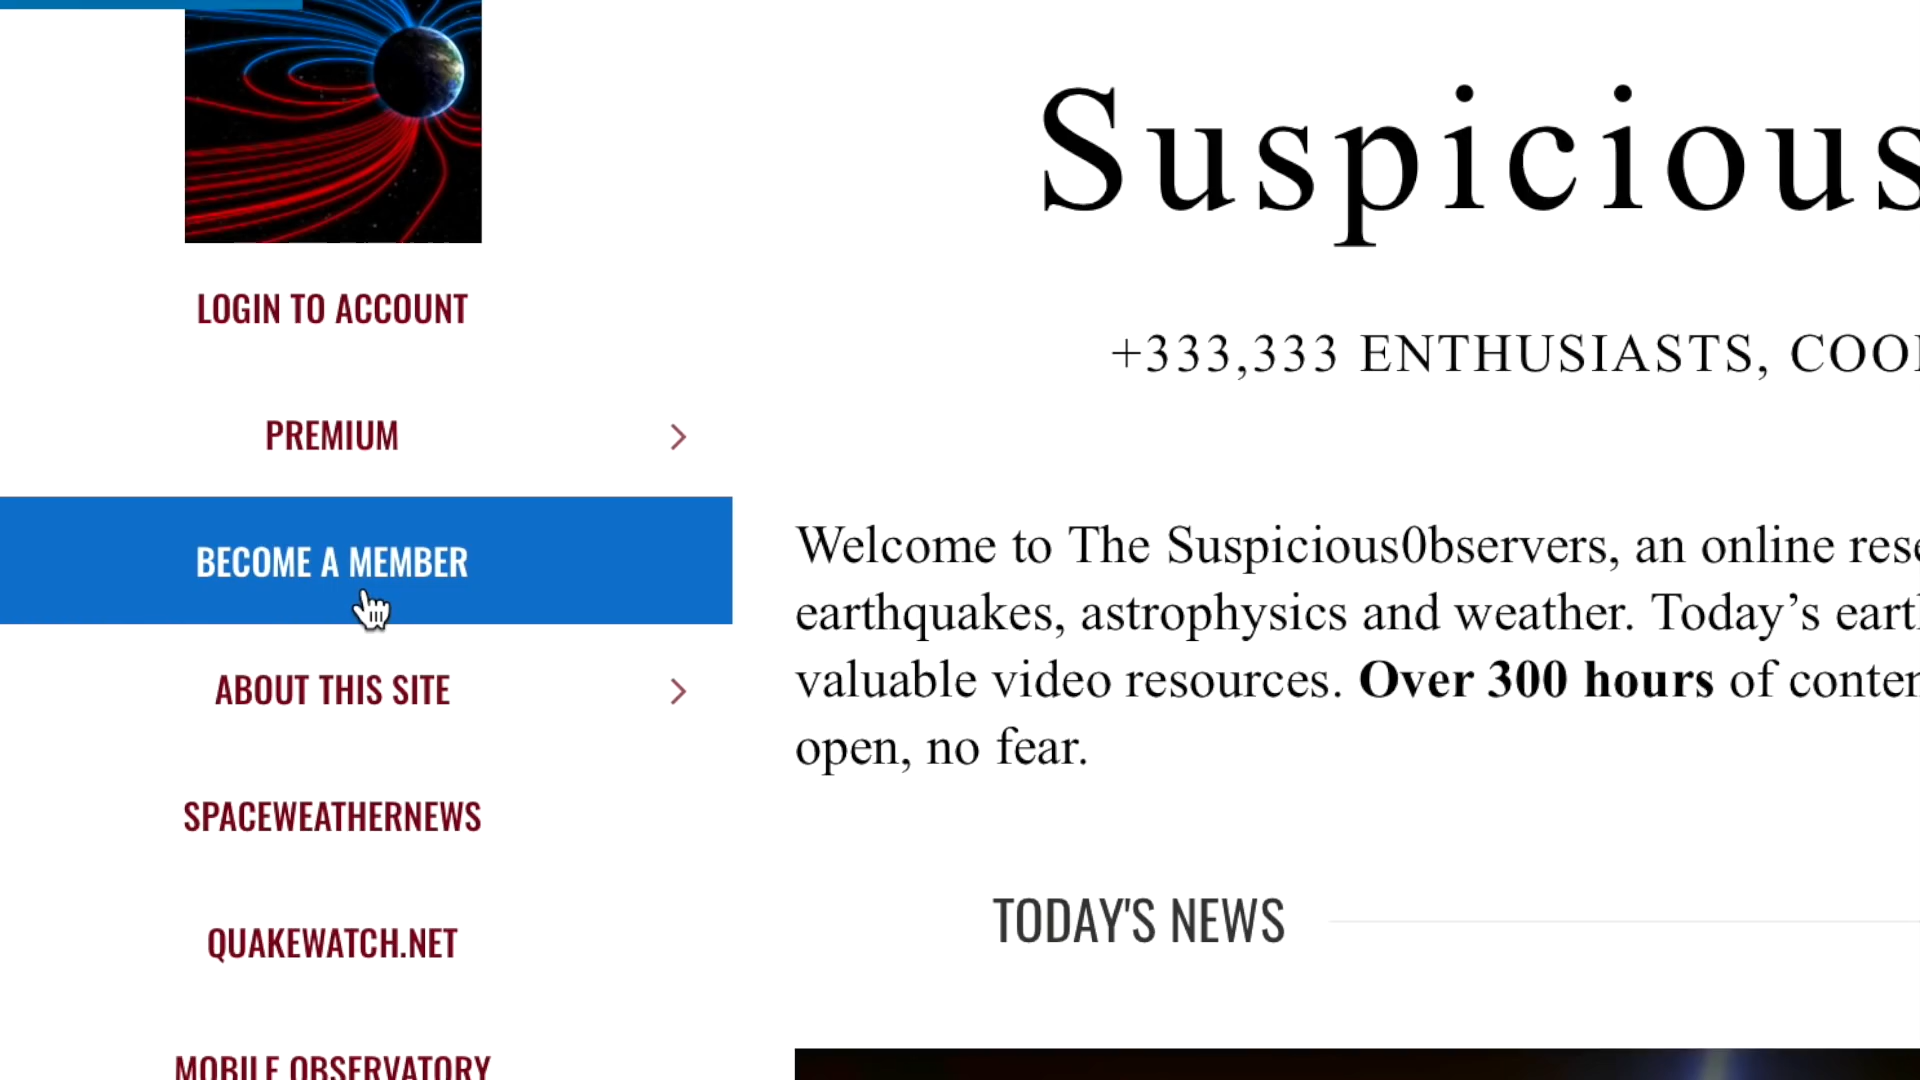 LOGIN TO ACCOUNT
PREMIUM
BECOME A MEMBER
ABOUT THIS SITE
SPACEWEATHERNEWS
QUAKEWATCH.NET
MOBILE OBSERVATORY
Suspicious
+333,333 ENTHUSIASTS,
Welcome to The Suspicious0bservers, an online
earthquakes, astrophysics and weather. Today’s
valuable video resources. Over 300 hours of
open, no fear.
TODAY'S NEWS